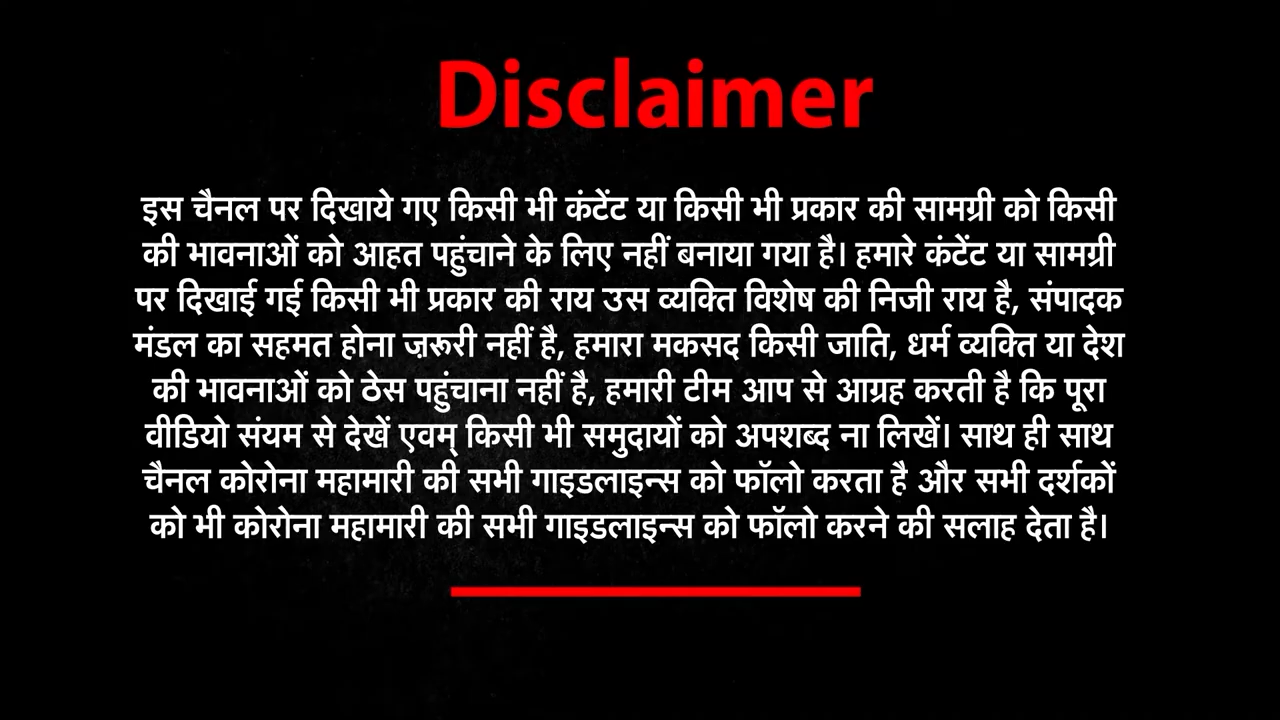 Disclaimer
इस चैनल पर दिखाये गए किसी भी कंटेंट या किसी भी प्रकार की सामग्री को किसी
की भावनाओं को आहत पहुंचाने के लिए नहीं बनाया गया है। हमारे कंटेंट या सामग्री
पर दिखाई गई किसी भी प्रकार की राय उस व्यक्ति विशेष की निजी राय है, संपादक
मंडल का सहमत होना ज़रूरी नहीं है, हमारा मकसद किसी जाति, धर्म व्यक्ति या देश
की भावनाओं को ठेस पहुंचाना नहीं है, हमारी टीम आप से आग्रह करती है कि पूरा
वीडियो संयम से देखें एवम् किसी भी समुदायों को अपशब्द ना लिखें। साथ ही साथ
चैनल कोरोना महामारी की सभी गाइडलाइन्स को फॉलो करता है और सभी दर्शकों
को भी कोरोना महामारी की सभी गाइडलाइन्स को फॉलो करने की सलाह देता है।